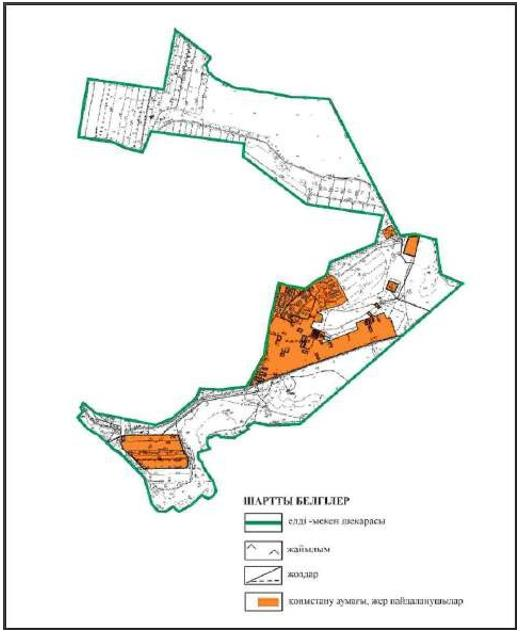 ШАРТТЫ БЕЛГІЛЕР
елді -мекен шекарасы
жайылым
жолдар
қоныстану аумағы, жер пайдаланушылар